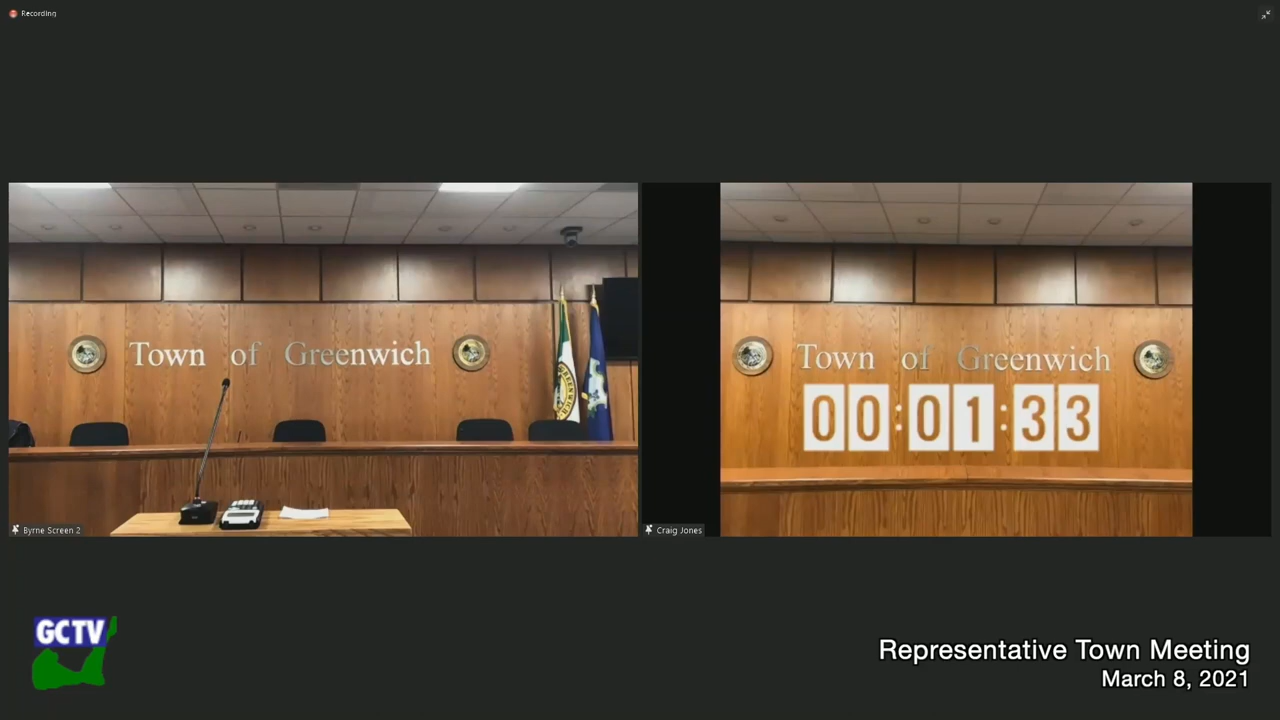 Recording
Town of Greenwich
GREENWICH
Byrne Screen 2
Town of Greenwich
00:01:33
Craig Jones
GCTV
Representative Town Meeting
March 8, 2021